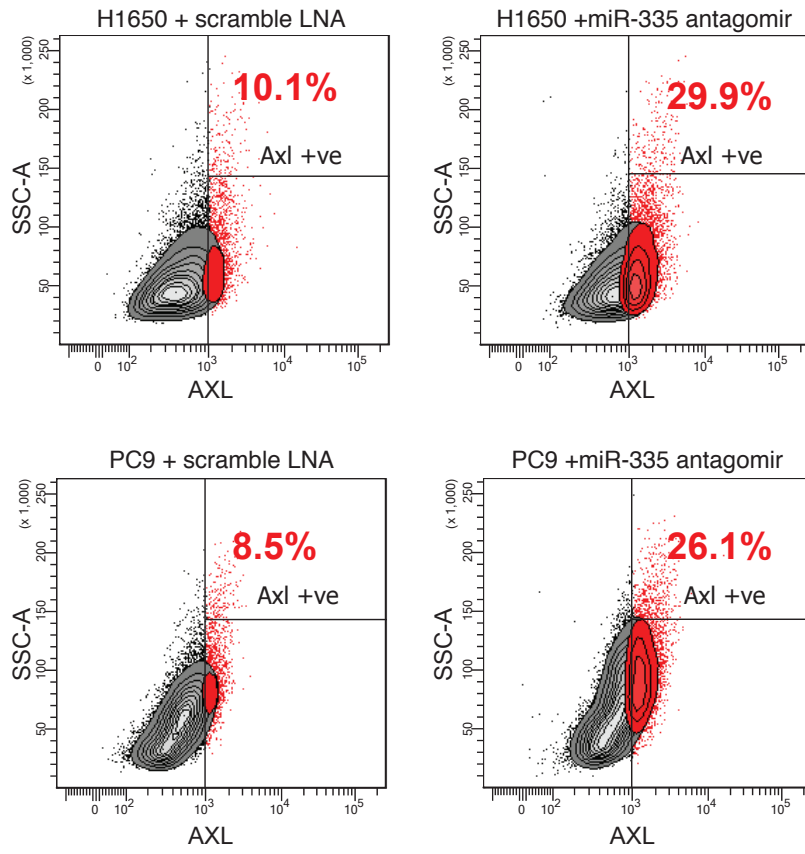 H1650 + scramble LNA
(x 1,000)
250
200
150
100
50
SSC-A
10.1%
Axl +ve
0 10² 10³ 10⁴ 10⁵
AXL
H1650 +miR-335 antagomir
(x 1,000)
250
200
150
100
50
SSC-A
29.9%
Axl +ve
0 10² 10³ 10⁴ 10⁵
AXL
PC9 + scramble LNA
(x 1,000)
250
200
150
100
50
SSC-A
8.5%
Axl +ve
0 10² 10³ 10⁴ 10⁵
AXL
PC9 +miR-335 antagomir
(x 1,000)
250
200
150
100
50
SSC-A
26.1%
Axl +ve
0 10² 10³ 10⁴ 10⁵
AXL